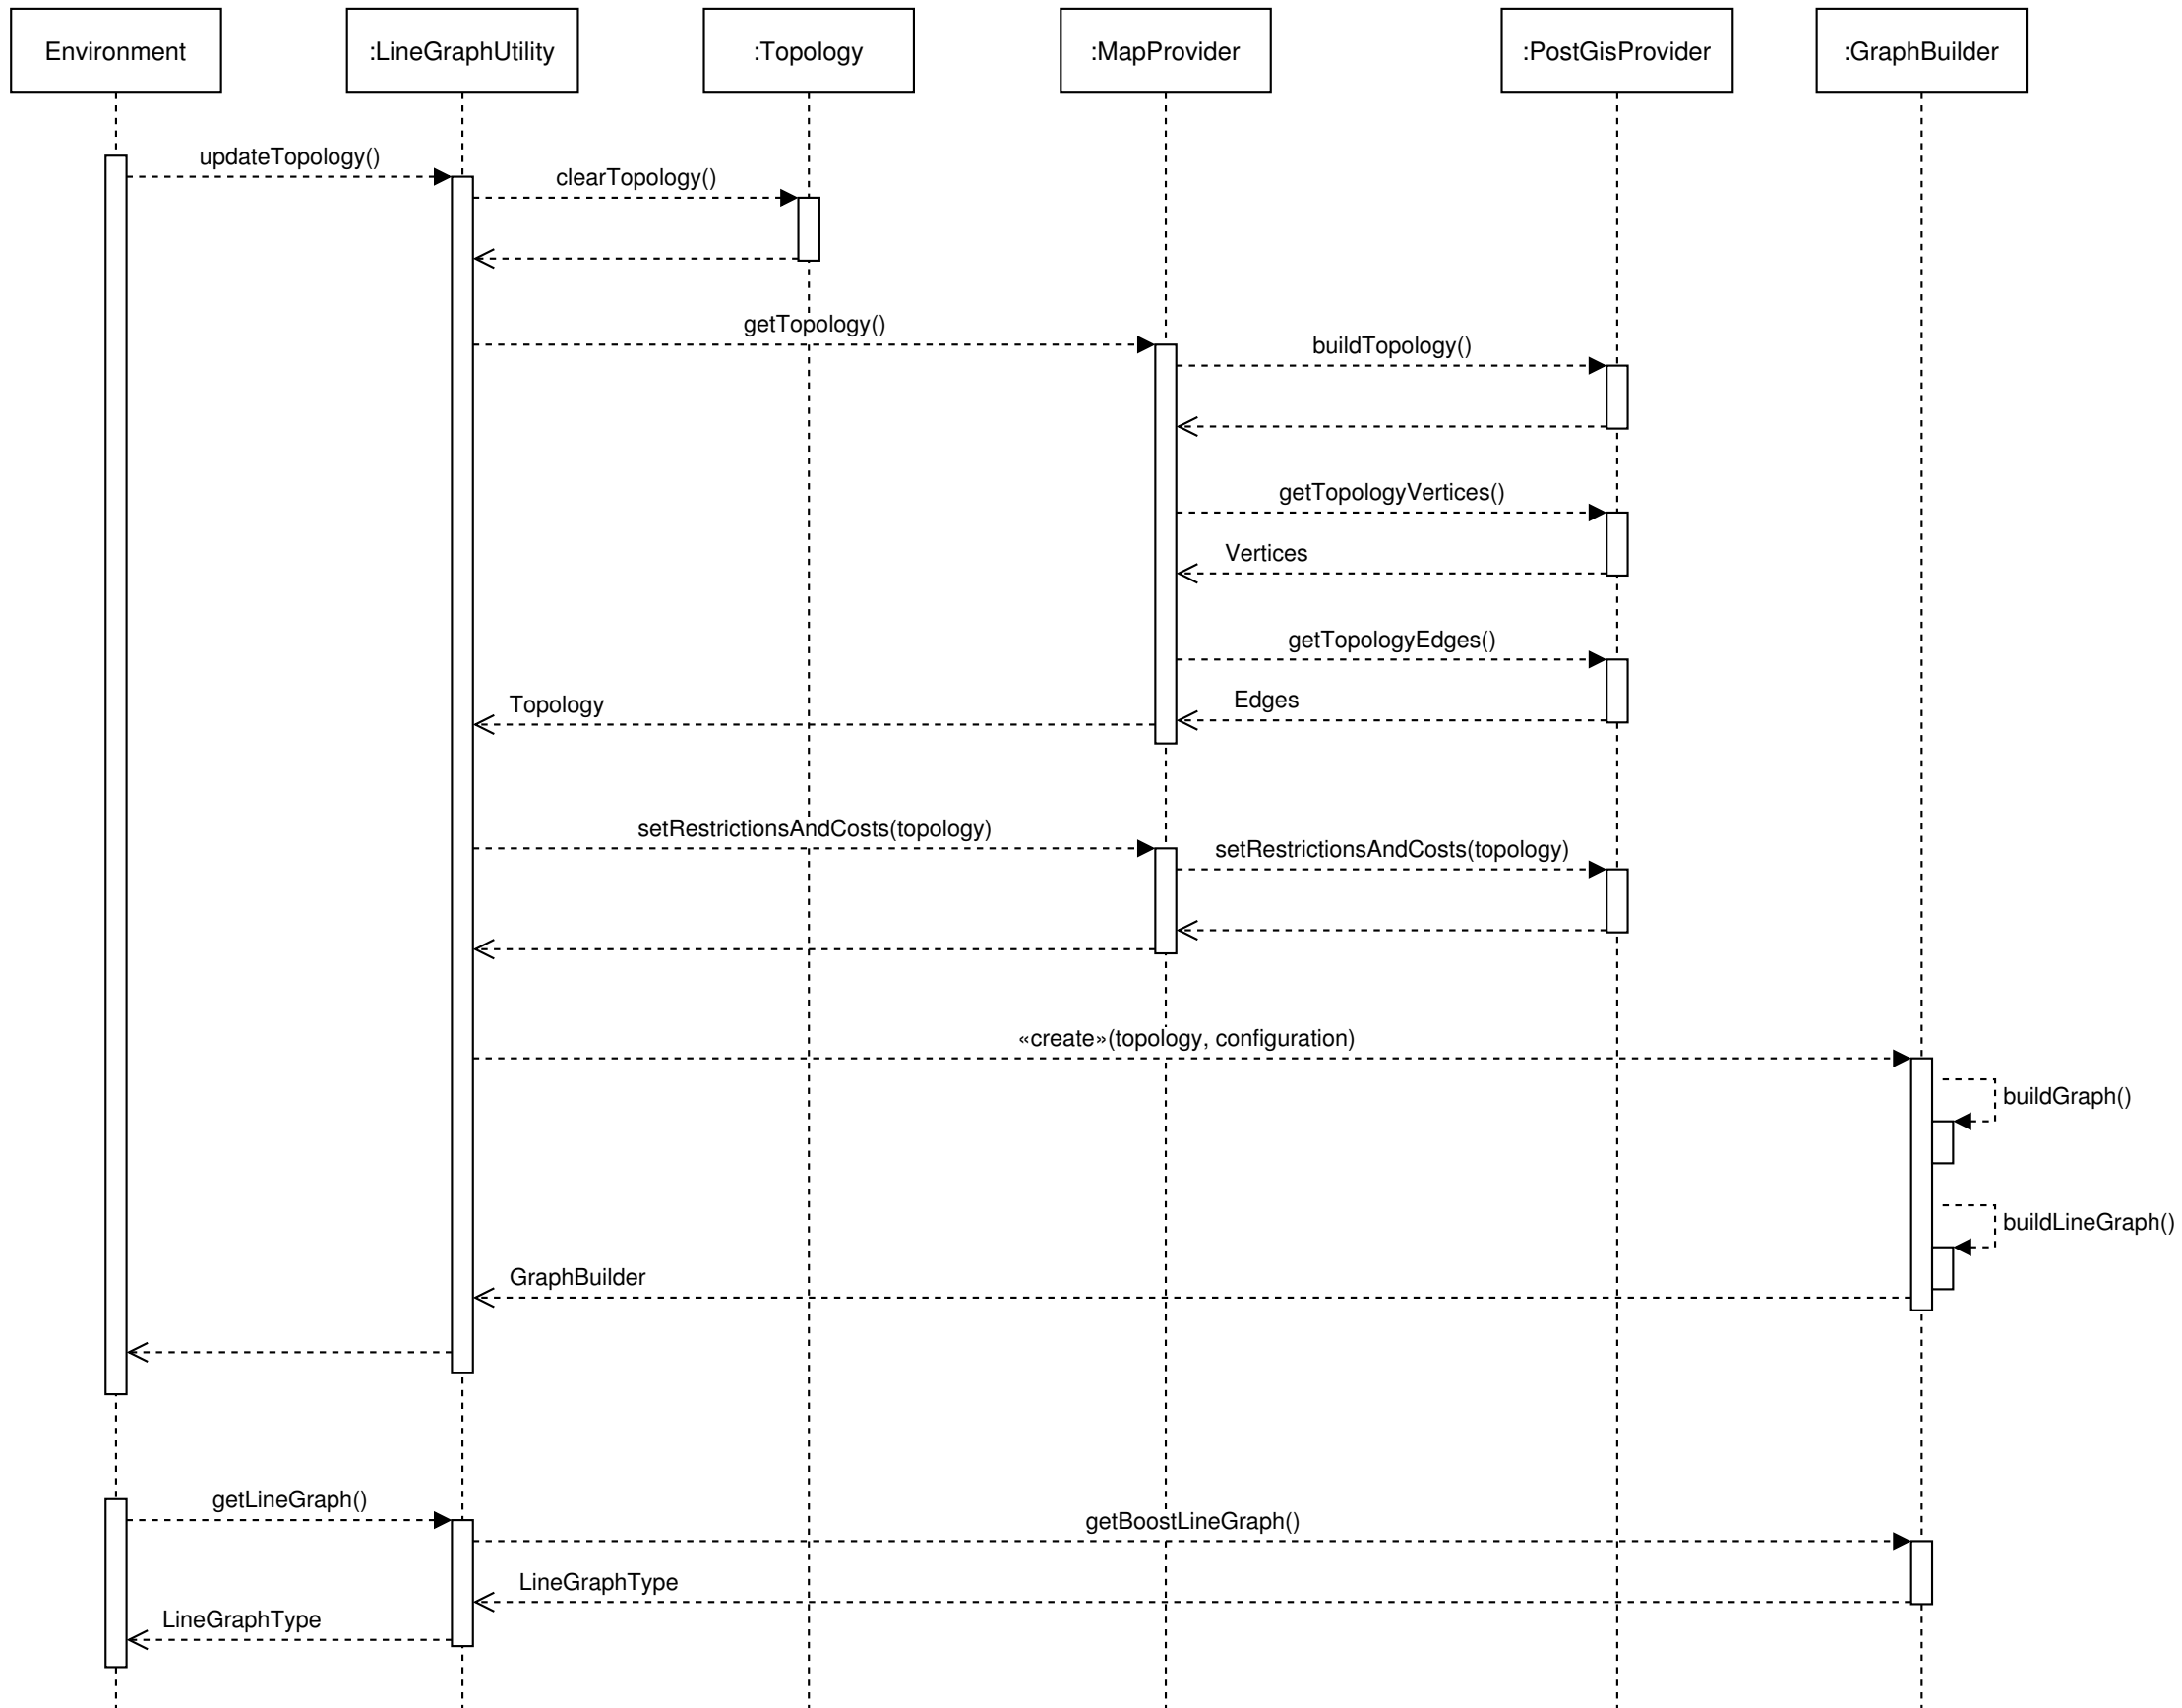 Environment
:LineGraphUtility
:Topology
:MapProvider
:PostGisProvider
:GraphBuilder
updateTopology()
clearTopology()
getTopology()
buildTopology()
getTopologyVertices()
Vertices
getTopologyEdges()
Edges
Topology
setRestrictionsAndCosts(topology)
setRestrictionsAndCosts(topology)
«create»(topology, configuration)
buildGraph()
buildLineGraph()
GraphBuilder
getLineGraph()
getBoostLineGraph()
LineGraphType
LineGraphType